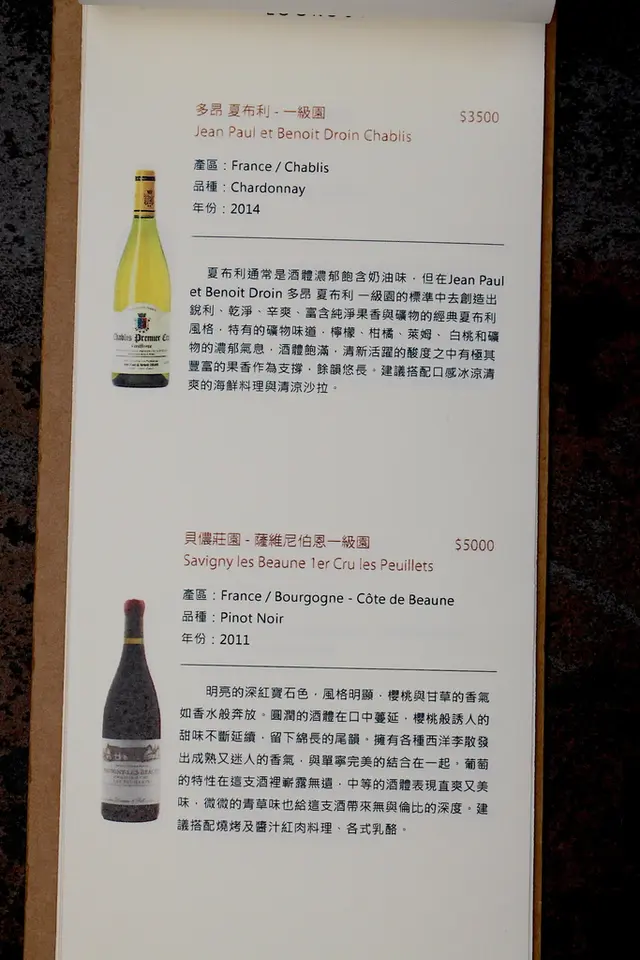 多昂 夏布利 - 一級園 $3500
Jean Paul et Benoit Droin Chablis
產區：France / Chablis
品種：Chardonnay
年份：2014
夏布利通常是酒體濃郁飽含奶油味，但在Jean Paul
et Benoit Droin 多昂 夏布利 一級園的標準中去創造出
銳利、乾淨、辛爽、富含純淨果香與礦物的經典夏布利
風格，特有的礦物味道，檸檬、柑橘、萊姆、 白桃和礦
物的濃郁氣息，酒體飽滿，清新活躍的酸度之中有極其
豐富的果香作為支撐，餘韻悠長。建議搭配口感冰涼清
爽的海鮮料理與清涼沙拉。
Chablis Premier Cru
貝儂莊園 - 薩維尼伯恩一級園 $5000
Savigny les Beaune 1er Cru les Peuillets
產區：France / Bourgogne - Côte de Beaune
品種：Pinot Noir
年份：2011
明亮的深紅寶石色，風格明顯，櫻桃與甘草的香氣
如香水般奔放。圓潤的酒體在口中蔓延，櫻桃般誘人的
甜味不斷延續，留下綿長的尾韻。擁有各種西洋李散發
出成熟又迷人的香氣，與單寧完美的結合在一起。葡萄
的特性在這支酒裡嶄露無遺，中等的酒體表現直爽又美
味，微微的青草味也給這支酒帶來無與倫比的深度。建
議搭配燒烤及醬汁紅肉料理、各式乳酪。